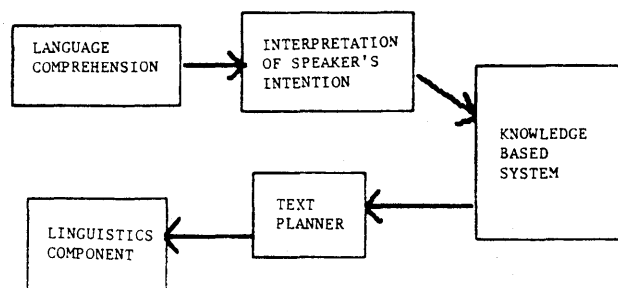 LANGUAGE
COMPREHENSION
INTERPRETATION
OF SPEAKER'S
INTENTION
KNOWLEDGE
BASED
SYSTEM
TEXT
PLANNER
LINGUISTICS
COMPONENT